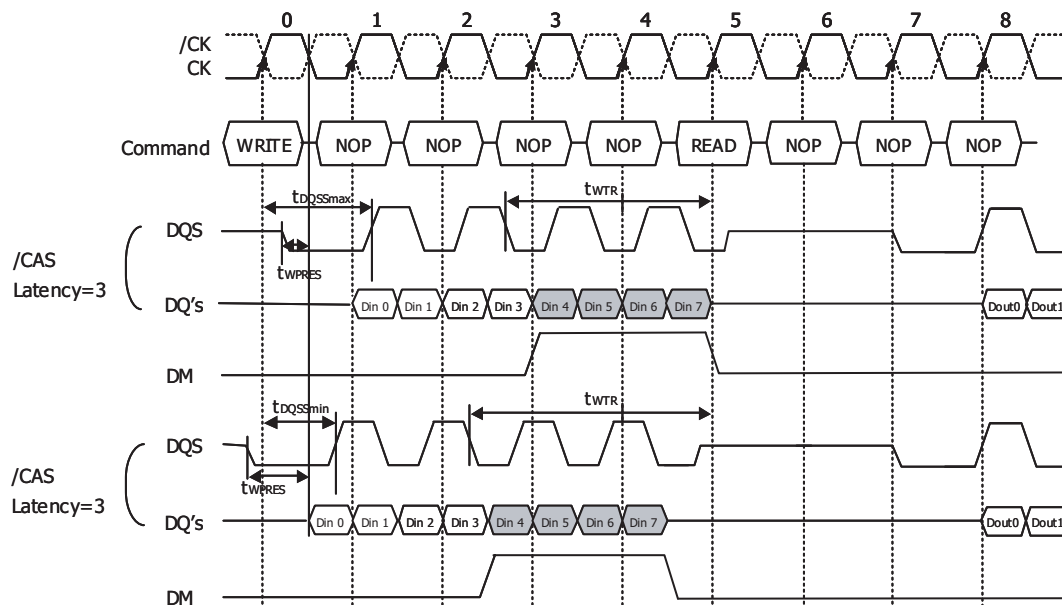 0 1 2 3 4 5 6 7 8
/CK
CK
Command WRITE NOP NOP NOP NOP READ NOP NOP NOP
tDQSSmax tWTR
DQS
tWPRES
/CAS
Latency=3
DQ's Din 0 Din 1 Din 2 Din 3 Din 4 Din 5 Din 6 Din 7 Dout0 Dout1
DM
tDQSSmin tWTR
DQS
tWPRES
/CAS
Latency=3
DQ's Din 0 Din 1 Din 2 Din 3 Din 4 Din 5 Din 6 Din 7 Dout0 Dout1
DM